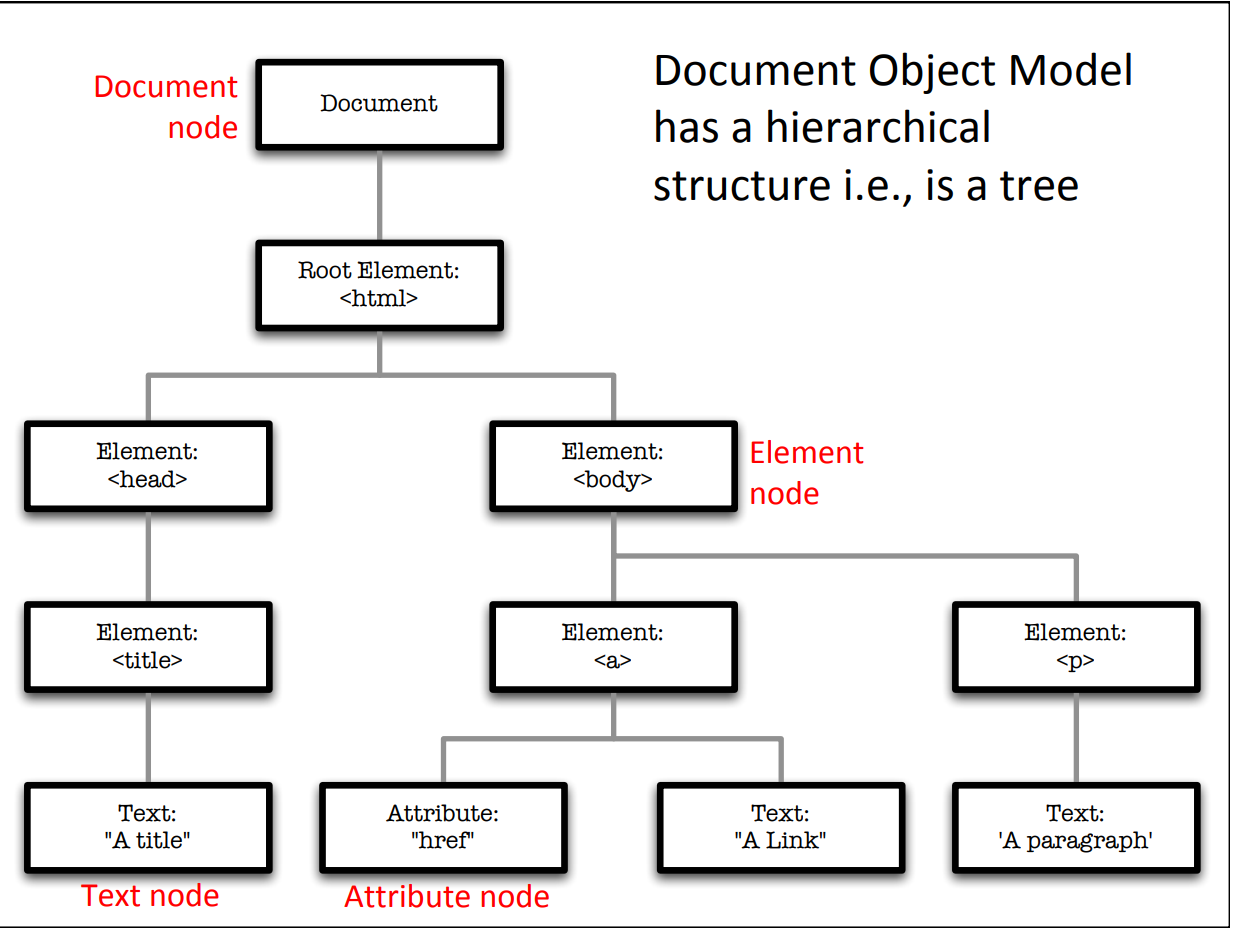 Document
node
Document
Document Object Model
has a hierarchical
structure i.e., is a tree
Root Element:
<html>
Element:
<head>
Element:
<body>
Element
node
Element:
<title>
Element:
<a>
Element:
<p>
Text:
"A title"
Attribute:
"href"
Text:
"A Link"
Text:
'A paragraph'
Text node
Attribute node